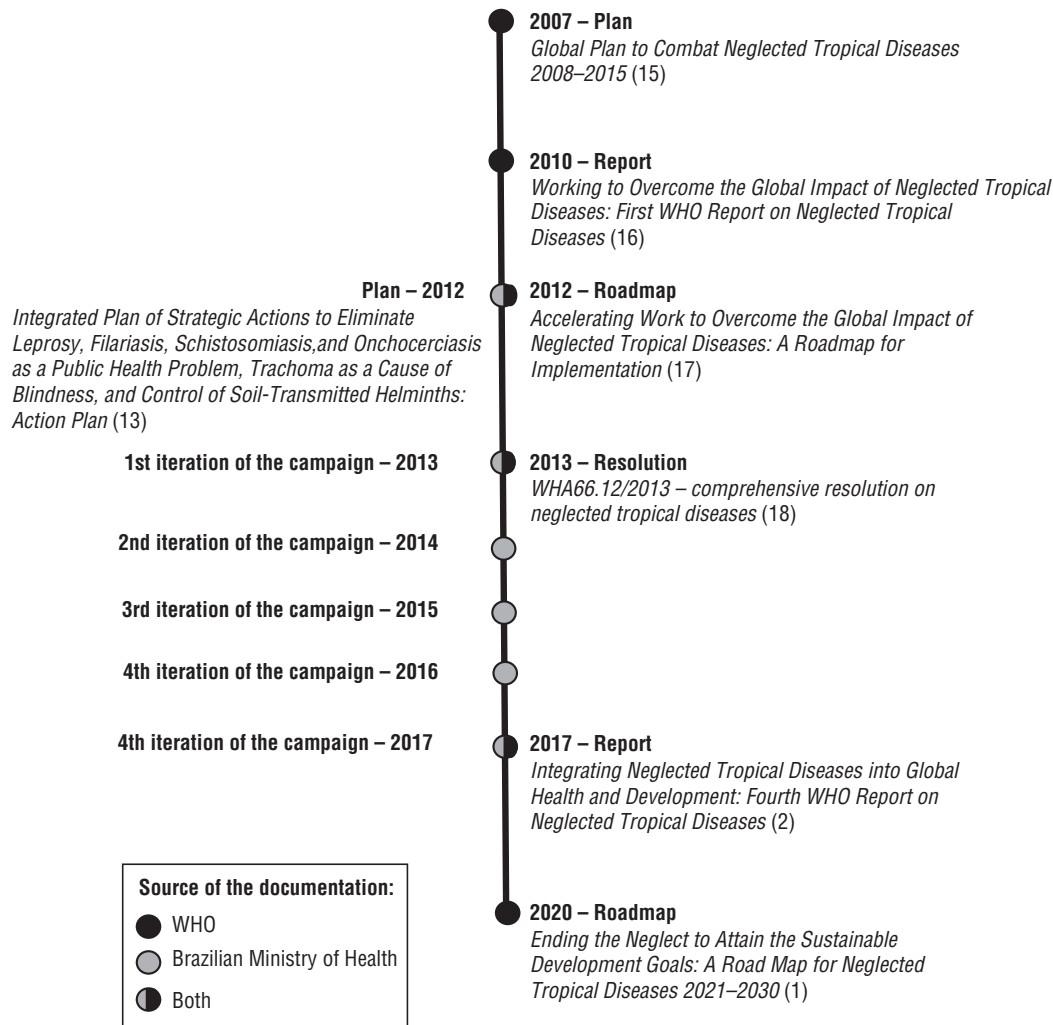 2007 – Plan
Global Plan to Combat Neglected Tropical Diseases
2008–2015 (15)
2010 – Report
Working to Overcome the Global Impact of Neglected Tropical
Diseases: First WHO Report on Neglected Tropical
Diseases (16)
Plan – 2012
Integrated Plan of Strategic Actions to Eliminate
Leprosy, Filariasis, Schistosomiasis,and Onchocerciasis
as a Public Health Problem, Trachoma as a Cause of
Blindness, and Control of Soil-Transmitted Helminths:
Action Plan (13)
2012 – Roadmap
Accelerating Work to Overcome the Global Impact of
Neglected Tropical Diseases: A Roadmap for
Implementation (17)
1st iteration of the campaign – 2013
2013 – Resolution
WHA66.12/2013 – comprehensive resolution on
neglected tropical diseases (18)
2nd iteration of the campaign – 2014
3rd iteration of the campaign – 2015
4th iteration of the campaign – 2016
4th iteration of the campaign – 2017
2017 – Report
Integrating Neglected Tropical Diseases into Global
Health and Development: Fourth WHO Report on
Neglected Tropical Diseases (2)
Source of the documentation:
WHO
Brazilian Ministry of Health
Both
2020 – Roadmap
Ending the Neglect to Attain the Sustainable
Development Goals: A Road Map for Neglected
Tropical Diseases 2021–2030 (1)